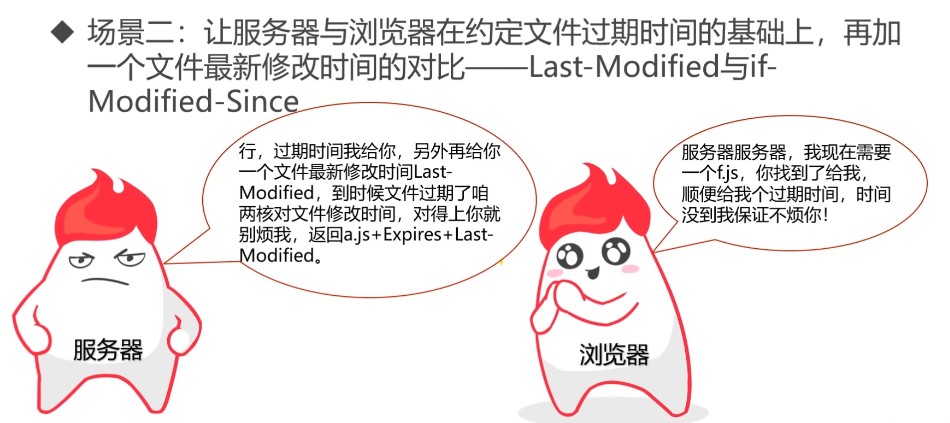 ◆ 场景二：让服务器与浏览器在约定文件过期时间的基础上，再加
一个文件最新修改时间的对比——Last-Modified与if-
Modified-Since
行，过期时间我给你，另外再给你
一个文件最新修改时间Last-
Modified，到时候文件过期了咱
两核对文件修改时间，对得上你就
别烦我，返回a.js+Expires+Last-
Modified。
服务器服务器，我现在需要
一个f.js，你找到了给我，
顺便给我个过期时间，时间
没到我保证不烦你！
服务器
浏览器